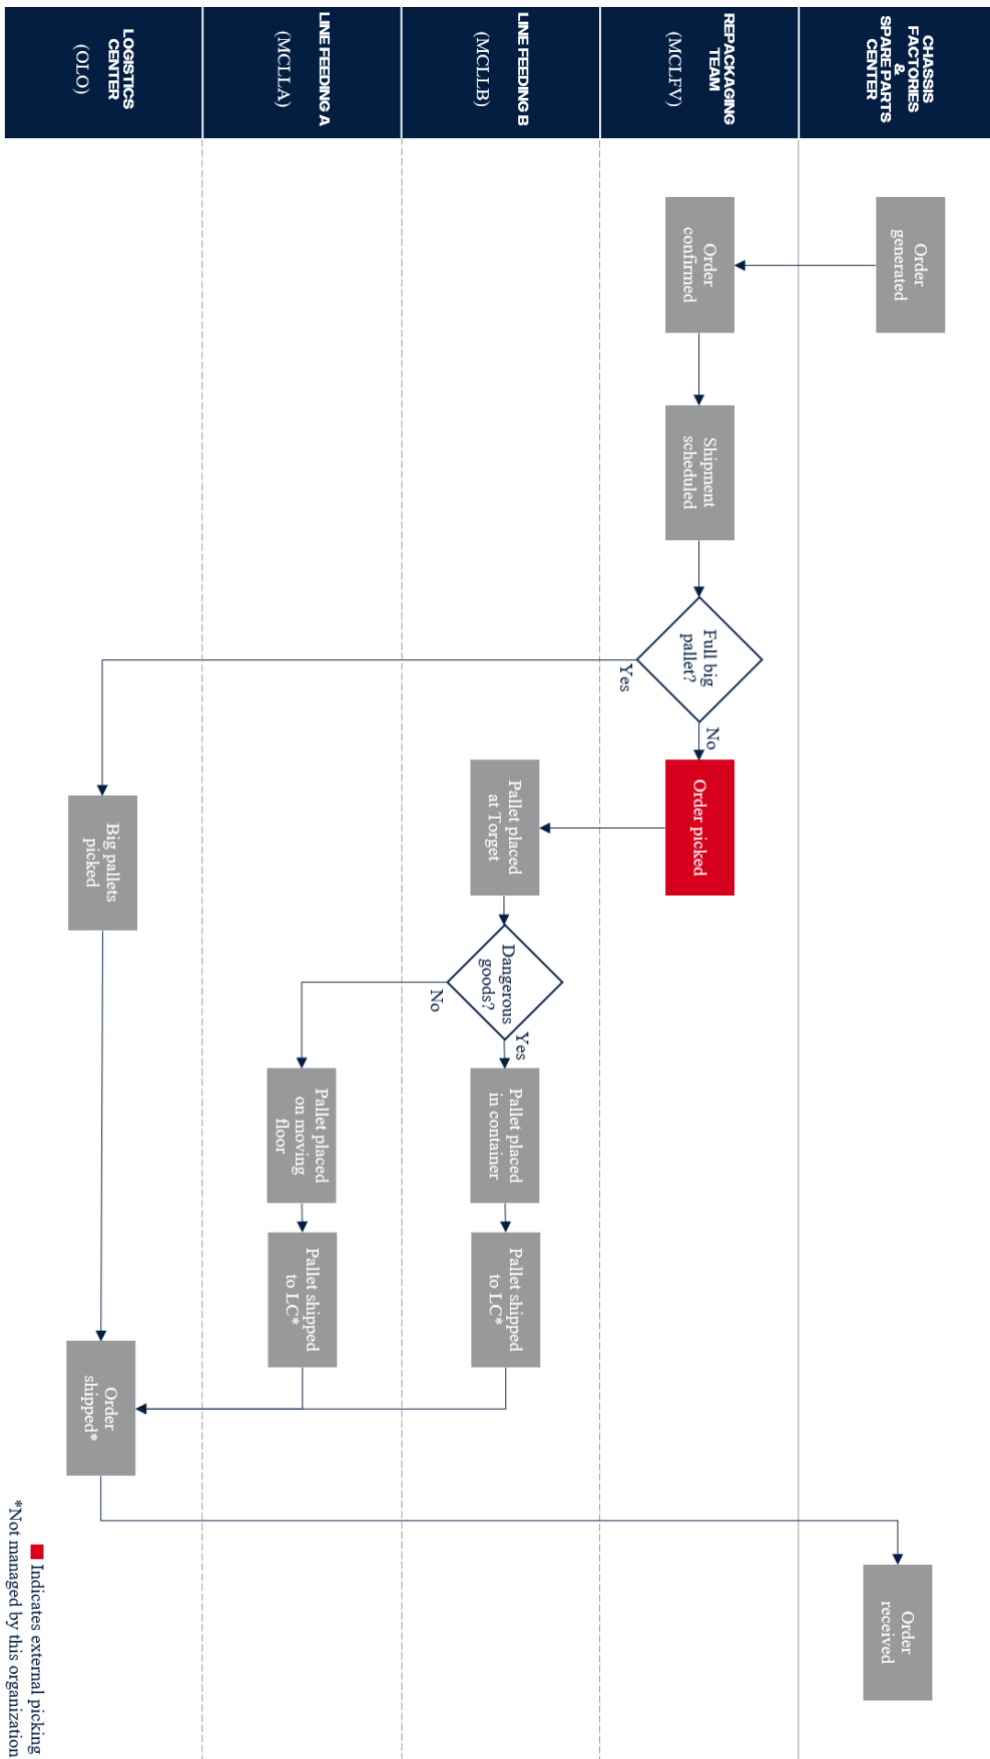 CHASSIS
FACTORIES
&
SPARE PARTS
CENTER
Order
generated
Order
received
REPACKAGING
TEAM
(MCLFV)
Order
confirmed
Shipment
scheduled
Full big
pallet?
No
Yes
Order picked
LINE FEEDING B
(MCLLB)
Pallet placed
at Torget
Dangerous
goods?
Yes
No
Pallet placed
in container
Pallet shipped
to LC*
LINE FEEDING A
(MCLLA)
Pallet placed
on moving
floor
Pallet shipped
to LC*
LOGISTICS
CENTER
(OLO)
Big pallets
picked
Order
shipped*
Indicates external picking
*Not managed by this organization